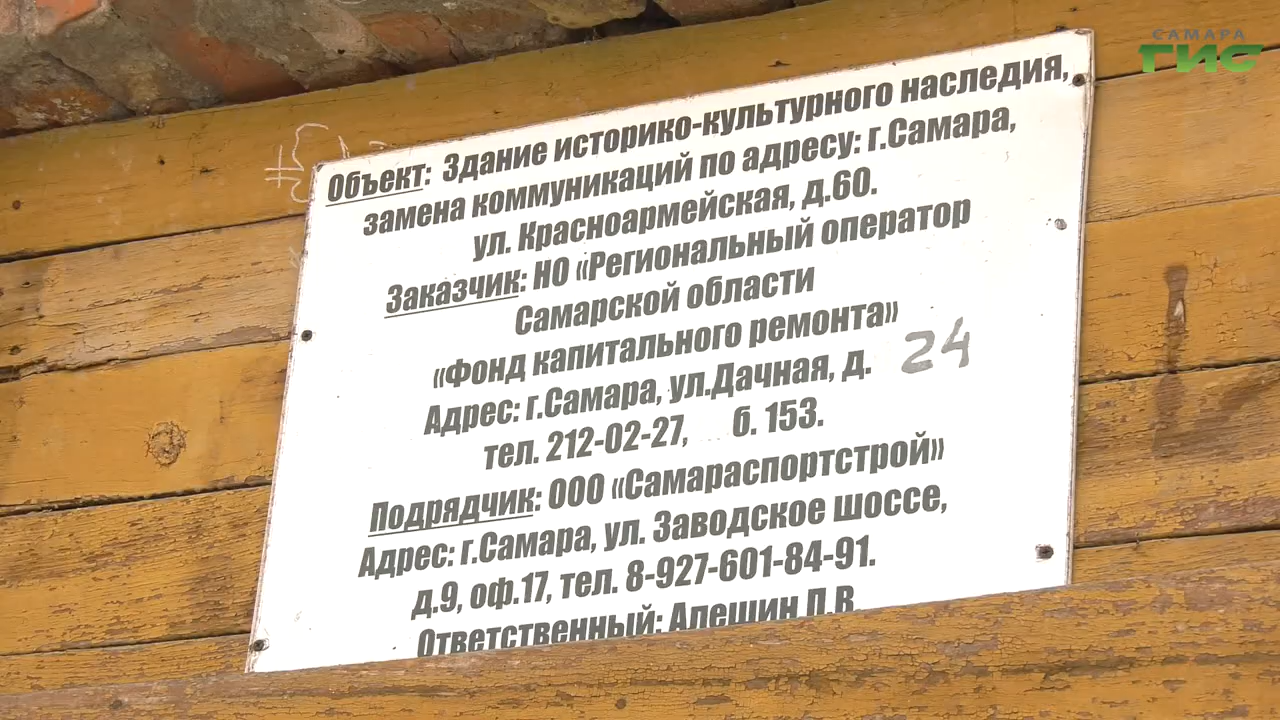 САМАРА
ГИС
Объект: Здание историко-культурного наследия,
замена коммуникаций по адресу: г.Самара,
ул. Красноармейская, д.60.
Заказчик: НО «Региональный оператор
Самарской области
«Фонд капитального ремонта»
Адрес: г.Самара, ул.Дачная, д. 24
тел. 212-02-27, б. 153.
Подрядчик: ООО «Самараспортстрой»
Адрес: г.Самара, ул. Заводское шоссе,
д.9, оф.17, тел. 8-927-601-84-91.
Ответственный: Алешин П.В.